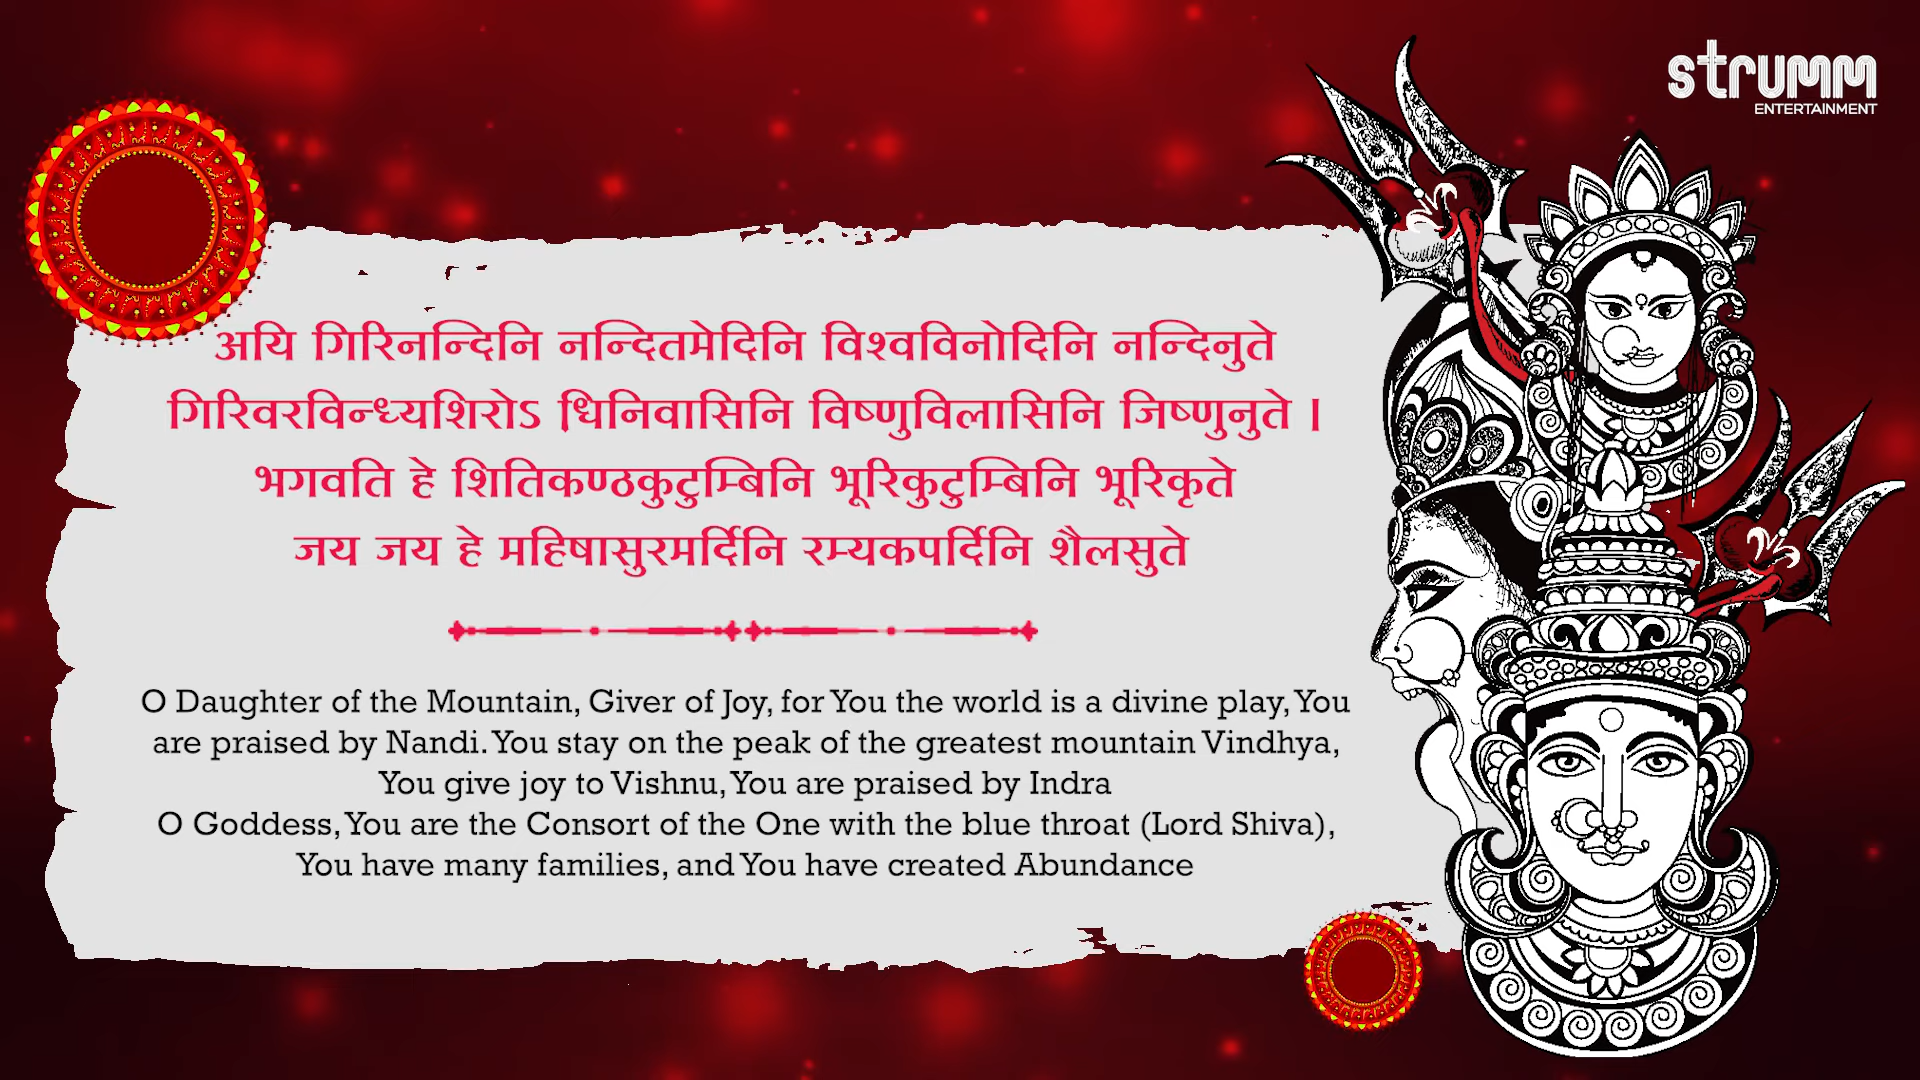 strumm
ENTERTAINMENT
अयि गिरिनन्दिनि नन्दितमेदिनि विश्वविनोदिनि नन्दिनुते
गिरिवरविन्ध्यशिरोऽ धिनिवासिनि विष्णुविलासिनि जिष्णुनुते ।
भगवति हे शितिकण्ठकुटुम्बिनि भूरिकुटुम्बिनि भूरिकृते
जय जय हे महिषासुरमर्दिनि रम्यकपर्दिनि शैलसुते
O Daughter of the Mountain, Giver of Joy, for You the world is a divine play, You
are praised by Nandi. You stay on the peak of the greatest mountain Vindhya,
You give joy to Vishnu, You are praised by Indra
O Goddess, You are the Consort of the One with the blue throat (Lord Shiva),
You have many families, and You have created Abundance